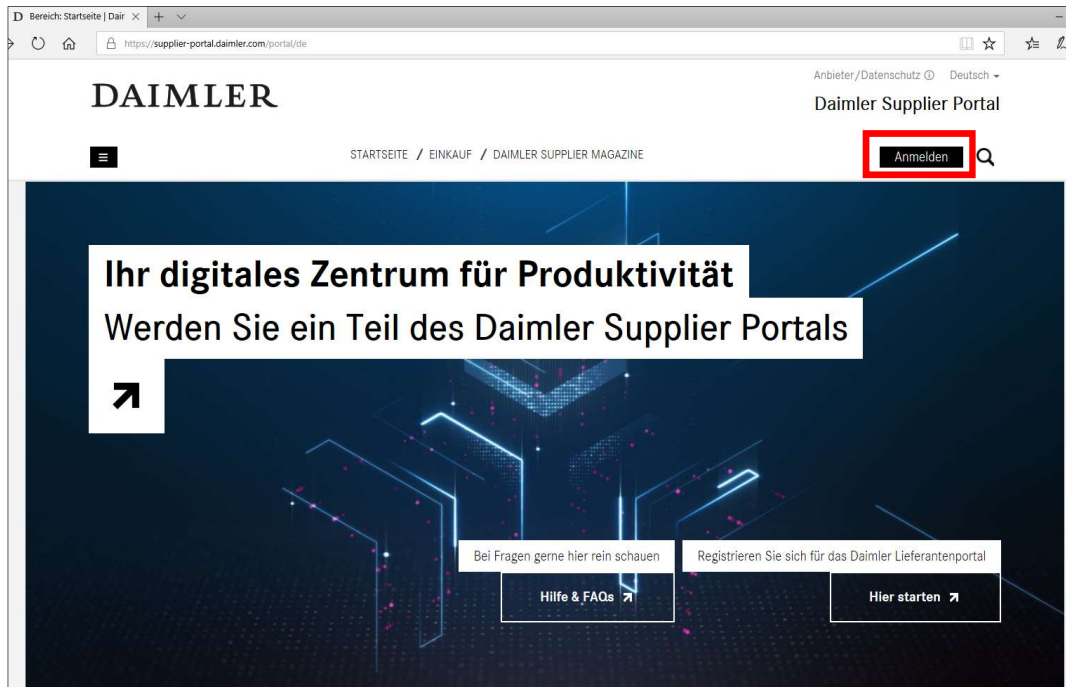 Bereich: Startseite | Dair
https://supplier-portal.daimler.com/portal/de
Anbieter/Datenschutz Deutsch
DAIMLER
Daimler Supplier Portal
STARTSEITE / EINKAUF / DAIMLER SUPPLIER MAGAZINE
Anmelden
Ihr digitales Zentrum für Produktivität
Werden Sie ein Teil des Daimler Supplier Portals
Bei Fragen gerne hier rein schauen
Registrieren Sie sich für das Daimler Lieferantenportal
Hilfe & FAQs
Hier starten